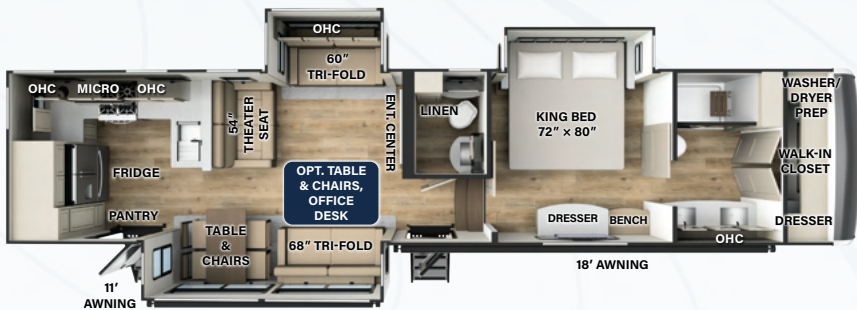 OHC
60" TRI-FOLD
OHC MICRO OHC
54" THEATER SEAT
ENT. CENTER
LINEN
KING BED
72" × 80"
WASHER/
DRYER
PREP
WALK-IN
CLOSET
DRESSER
FRIDGE
PANTRY
OPT. TABLE
& CHAIRS,
OFFICE
DESK
TABLE
&
CHAIRS
68" TRI-FOLD
DRESSER
BENCH
OHC
11'
AWNING
18' AWNING